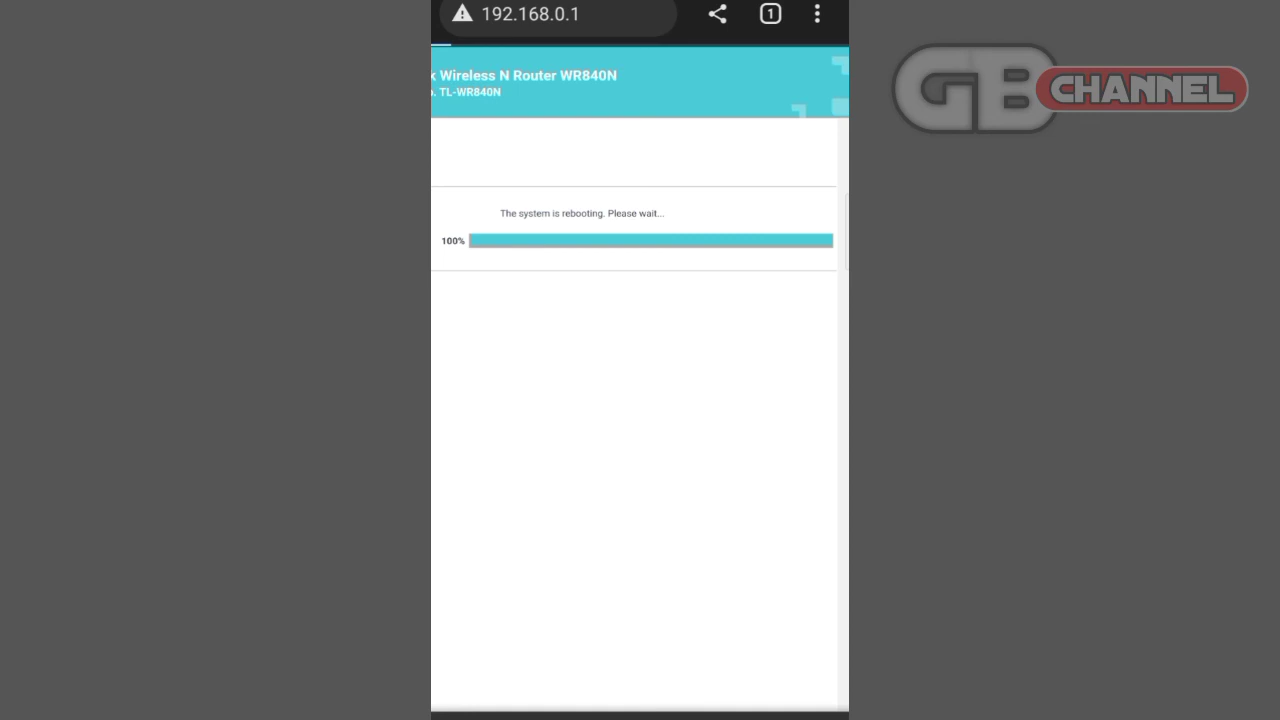 192.168.0.1
1
k Wireless N Router WR840N
o. TL-WR840N
GB CHANNEL
The system is rebooting. Please wait...
100%